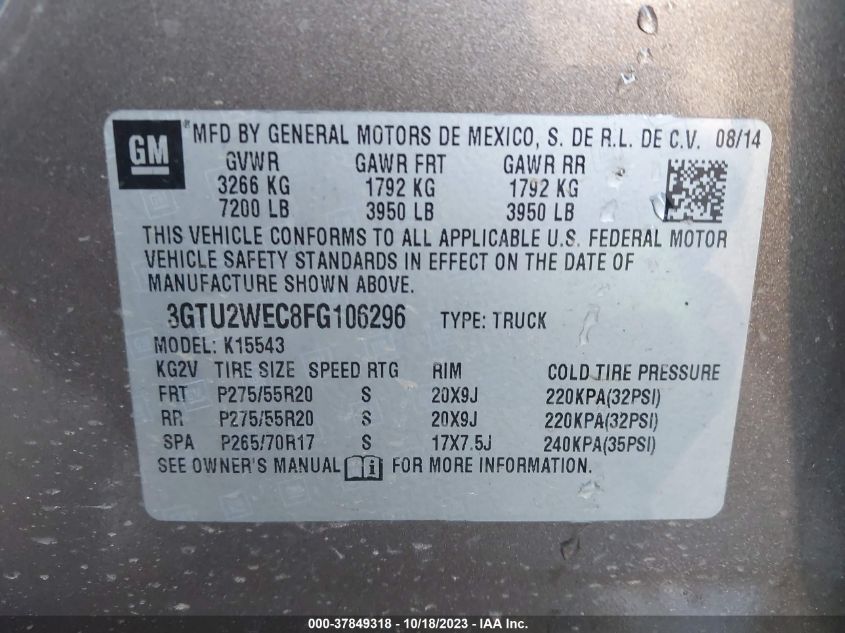 GM ® MFD BY GENERAL MOTORS DE MEXICO, S. DE R.L. DE C.V. 08/14
GVWR GAWR FRT GAWR RR
3266 KG 1792 KG 1792 KG
7200 LB 3950 LB 3950 LB
THIS VEHICLE CONFORMS TO ALL APPLICABLE U.S. FEDERAL MOTOR
VEHICLE SAFETY STANDARDS IN EFFECT ON THE DATE OF
MANUFACTURE SHOWN ABOVE.
3GTU2WEC8FG106296 TYPE: TRUCK
MODEL: K15543
KG2V TIRE SIZE SPEED RTG RIM COLD TIRE PRESSURE
FRT P275/55R20 S 20X9J 220KPA(32PSI)
RR P275/55R20 S 20X9J 220KPA(32PSI)
SPA P265/70R17 S 17X7.5J 240KPA(35PSI)
SEE OWNER'S MANUAL FOR MORE INFORMATION.
000-37849318 - 10/18/2023 - © IAA, Inc.